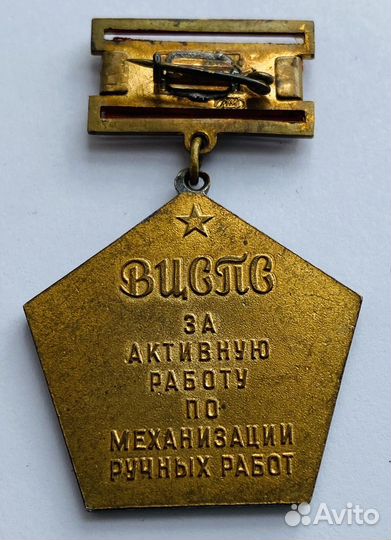 ВЦСПС
ЗА
АКТИВНУЮ
РАБОТУ
ПО
МЕХАНИЗАЦИИ
РУЧНЫХ РАБОТ
Avito